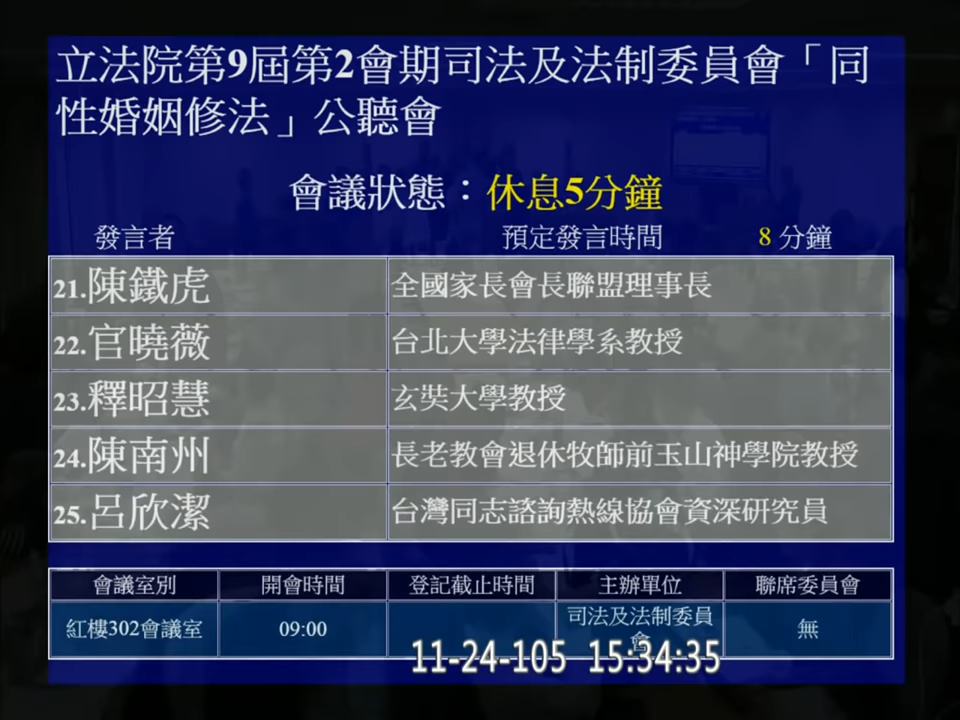 立法院第9屆第2會期司法及法制委員會「同
性婚姻修法」公聽會
會議狀態：休息5分鐘
發言者 預定發言時間 8 分鐘
21.陳鐵虎 全國家長會長聯盟理事長
22.官曉薇 台北大學法律學系教授
23.釋昭慧 玄奘大學教授
24.陳南州 長老教會退休牧師前玉山神學院教授
25.呂欣潔 台灣同志諮詢熱線協會資深研究員
會議室別 開會時間 登記截止時間 主辦單位 聯席委員會
紅樓302會議室 09:00 司法及法制委員 無
會
11-24-105 15:34:35